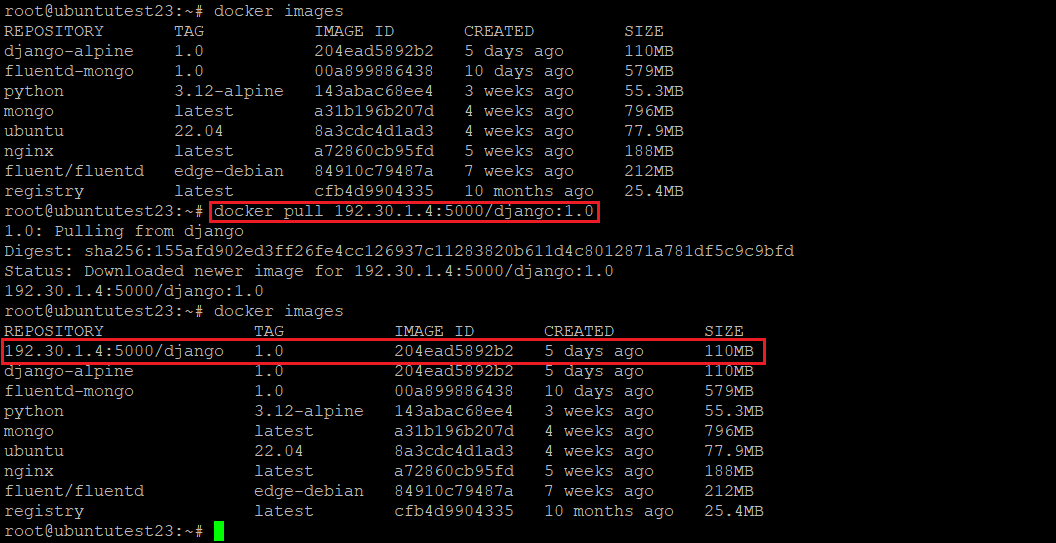 root@ubuntutest23:~# docker images
REPOSITORY       TAG           IMAGE ID       CREATED         SIZE
django-alpine    1.0           204ead5892b2   5 days ago      110MB
fluentd-mongo    1.0           00a899886438   10 days ago     579MB
python           3.12-alpine   143abac68ee4   3 weeks ago     55.3MB
mongo            latest        a31b196b207d   4 weeks ago     796MB
ubuntu           22.04         8a3cdc4d1ad3   4 weeks ago     77.9MB
nginx            latest        a72860cb95fd   5 weeks ago     188MB
fluent/fluentd   edge-debian   84910c79487a   7 weeks ago     212MB
registry         latest        cfb4d9904335   10 months ago   25.4MB
root@ubuntutest23:~# docker pull 192.30.1.4:5000/django:1.0
1.0: Pulling from django
Digest: sha256:155afd902ed3ff26fe4cc126937c11283820b611d4c8012871a781df5c9c9bfd
Status: Downloaded newer image for 192.30.1.4:5000/django:1.0
192.30.1.4:5000/django:1.0
root@ubuntutest23:~# docker images
REPOSITORY               TAG           IMAGE ID       CREATED         SIZE
192.30.1.4:5000/django   1.0           204ead5892b2   5 days ago      110MB
django-alpine            1.0           204ead5892b2   5 days ago      110MB
fluentd-mongo            1.0           00a899886438   10 days ago     579MB
python                   3.12-alpine   143abac68ee4   3 weeks ago     55.3MB
mongo                    latest        a31b196b207d   4 weeks ago     796MB
ubuntu                   22.04         8a3cdc4d1ad3   4 weeks ago     77.9MB
nginx                    latest        a72860cb95fd   5 weeks ago     188MB
fluent/fluentd           edge-debian   84910c79487a   7 weeks ago     212MB
registry                 latest        cfb4d9904335   10 months ago   25.4MB
root@ubuntutest23:~#